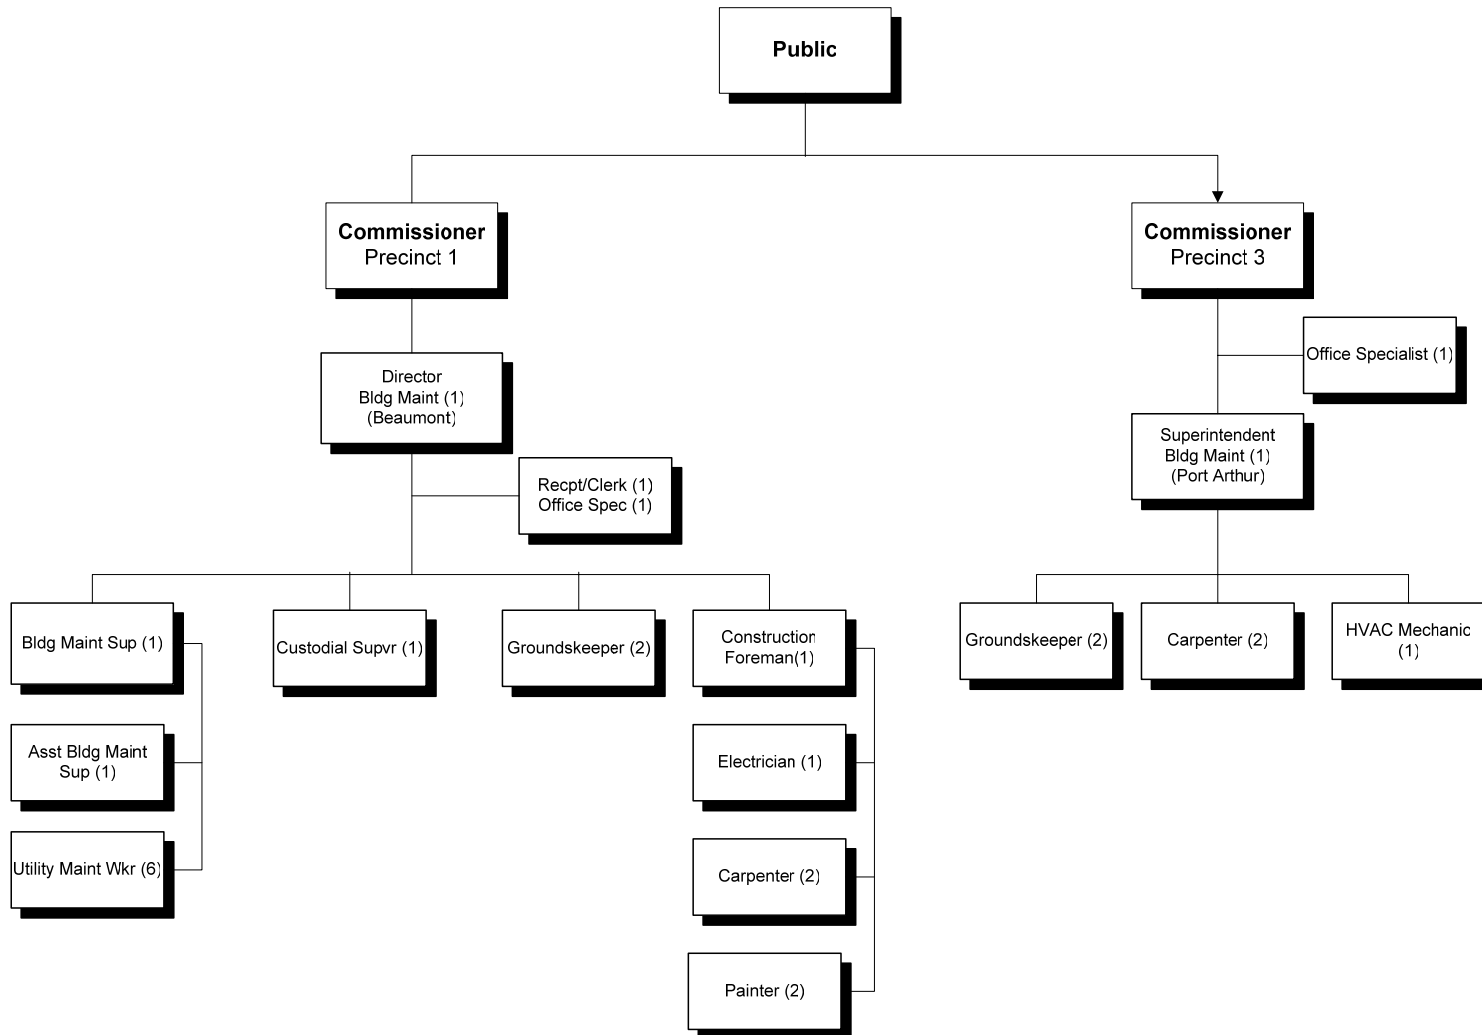 Public
Commissioner
Precinct 1
Commissioner
Precinct 3
Director
Bldg Maint (1)
(Beaumont)
Office Specialist (1)
Recpt/Clerk (1)
Office Spec (1)
Superintendent
Bldg Maint (1)
(Port Arthur)
Bldg Maint Sup (1)
Custodial Supvr (1)
Groundskeeper (2)
Construction
Foreman(1)
Groundskeeper (2)
Carpenter (2)
HVAC Mechanic
(1)
Asst Bldg Maint
Sup (1)
Electrician (1)
Utility Maint Wkr (6)
Carpenter (2)
Painter (2)